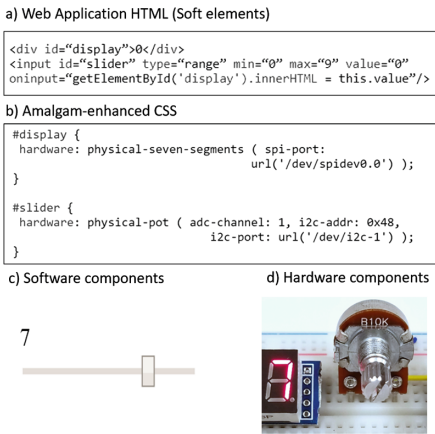 a) Web Application HTML (Soft elements)
<div id=“display”>0</div>
<input id=“slider” type=“range” min=“0” max=“9” value=“0”
oninput=“getElementById('display').innerHTML = this.value”/>
b) Amalgam-enhanced CSS
#display {
hardware: physical-seven-segments ( spi-port:
url('/dev/spidev0.0') );
}
#slider {
hardware: physical-pot ( adc-channel: 1, i2c-addr: 0x48,
i2c-port: url('/dev/i2c-1') );
}
c) Software components
d) Hardware components
7
B10K
7